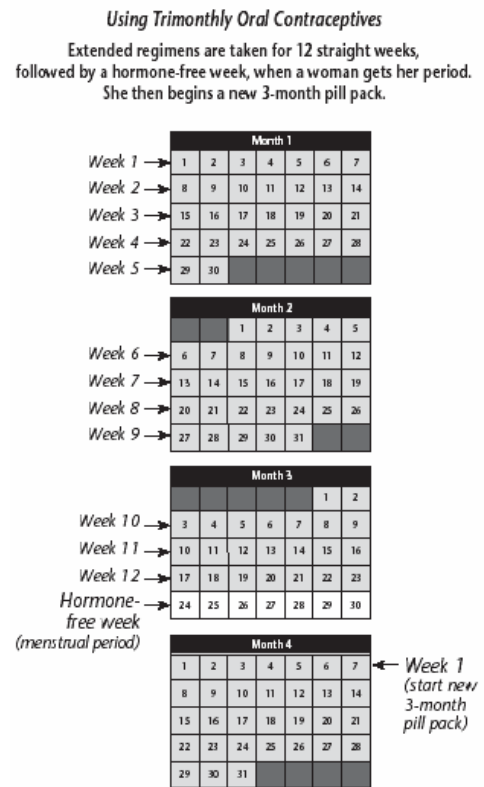 Using Trimonthly Oral Contraceptives
Extended regimens are taken for 12 straight weeks,
followed by a hormone-free week, when a woman gets her period.
She then begins a new 3-month pill pack.
Month 1
Week 1 1 2 3 4 5 6 7
Week 2 8 9 10 11 12 13 14
Week 3 15 16 17 18 19 20 21
Week 4 22 23 24 25 26 27 28
Week 5 29 30
Month 2
1 2 3 4 5
Week 6 6 7 8 9 10 11 12
Week 7 13 14 15 16 17 18 19
Week 8 20 21 22 23 24 25 26
Week 9 27 28 29 30 31
Month 3
1 2
Week 10 3 4 5 6 7 8 9
Week 11 10 11 12 13 14 15 16
Week 12 17 18 19 20 21 22 23
Hormone-
free week
(menstrual period)
24 25 26 27 28 29 30
Month 4
1 2 3 4 5 6 7
8 9 10 11 12 13 14
15 16 17 18 19 20 21
22 23 24 25 26 27 28
29 30 31
Week 1
(start new
3-month
pill pack)